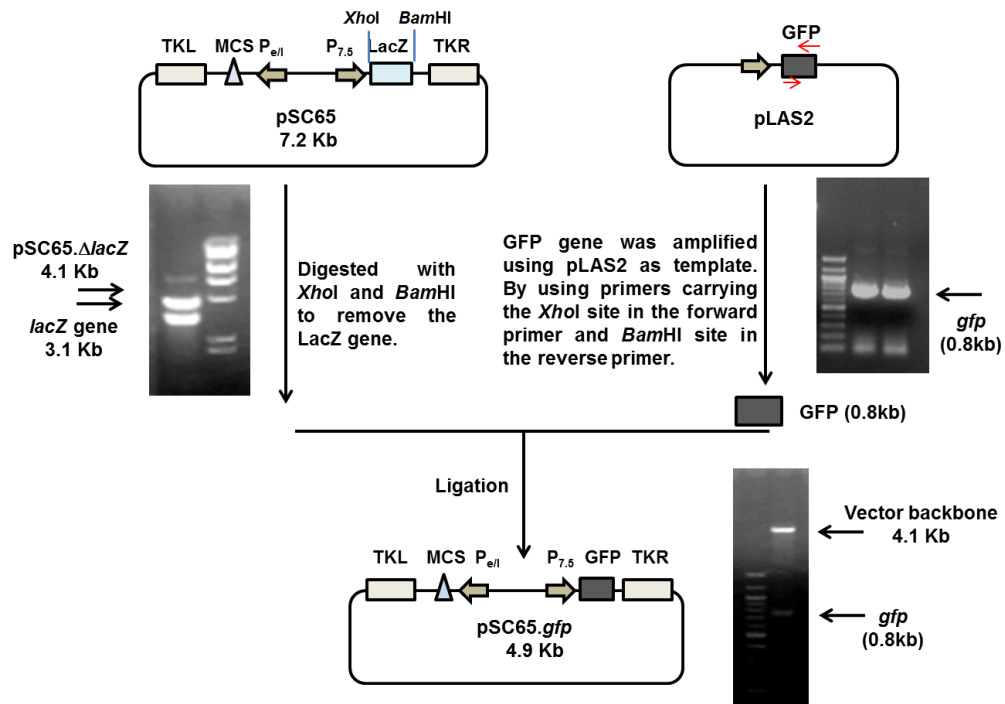 XhoI BamHI
TKL MCS Pe/l P7.5 LacZ TKR
pSC65
7.2 Kb
GFP
pLAS2
pSC65.ΔlacZ
4.1 Kb
lacZ gene
3.1 Kb
Digested with
XhoI and BamHI
to remove the
LacZ gene.
GFP gene was amplified
using pLAS2 as template.
By using primers carrying
the XhoI site in the forward
primer and BamHI site in
the reverse primer.
gfp
(0.8kb)
GFP (0.8kb)
Ligation
TKL MCS Pe/l P7.5 GFP TKR
pSC65.gfp
4.9 Kb
Vector backbone
4.1 Kb
gfp
(0.8kb)